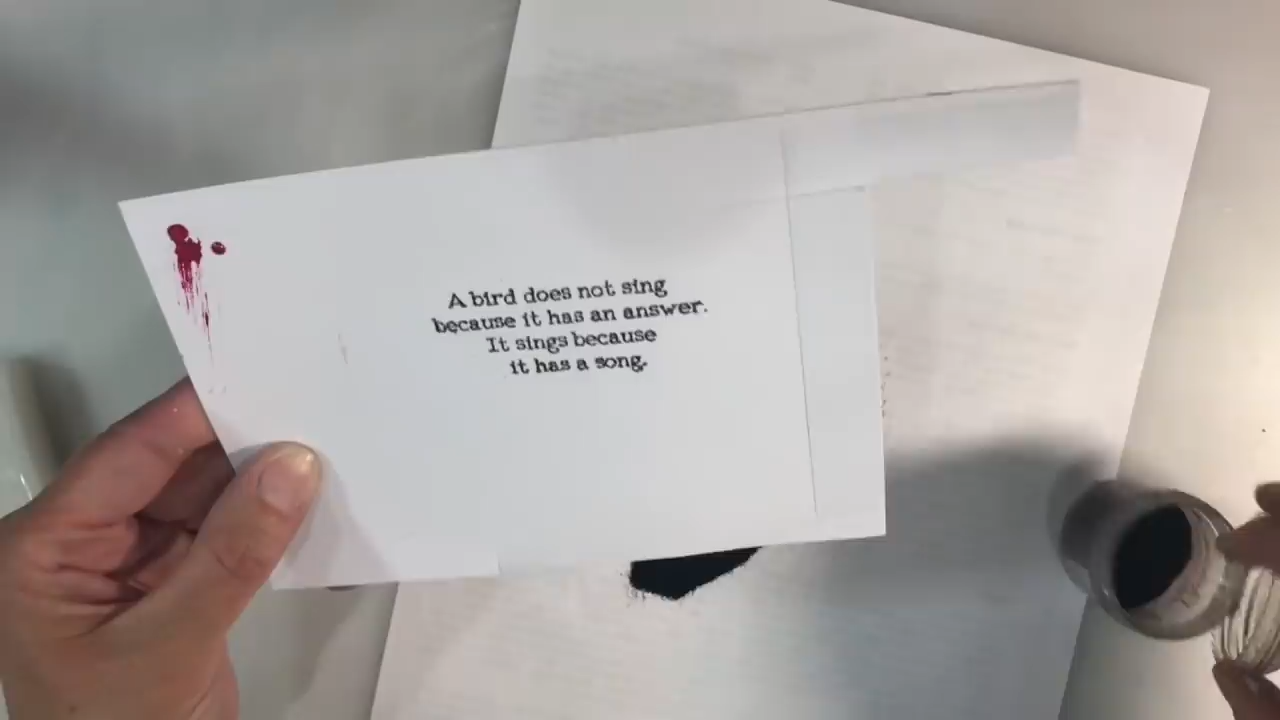 A bird does not sing
because it has an answer.
It sings because
it has a song.